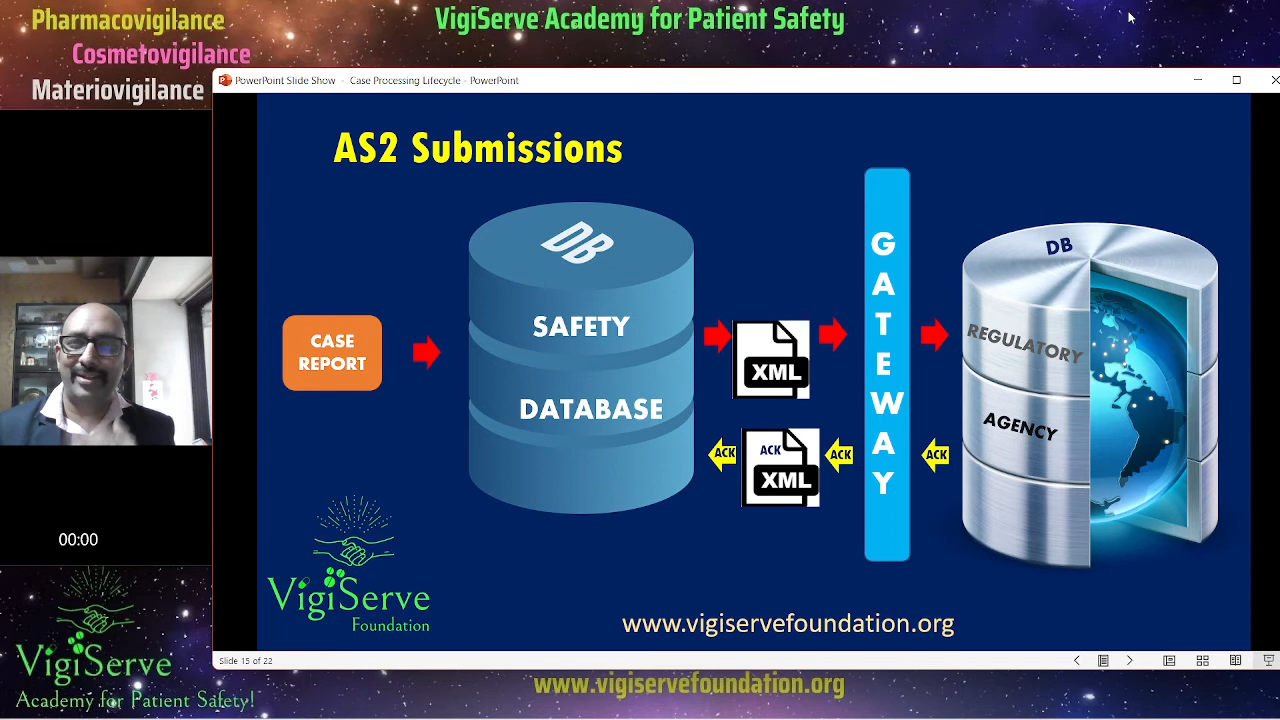 Pharmacovigilance
Cosmetovigilance
Materiovigilance
VigiServe Academy for Patient Safety
PowerPoint Slide Show - Case Processing Lifecycle - PowerPoint
AS2 Submissions
CASE
REPORT
DB
SAFETY
DATABASE
XML
ACK
ACK
XML
ACK
GATEWAY
ACK
DB
REGULATORY
AGENCY
VigiServe
Foundation
www.vigiservefoundation.org
00:00
Slide 15 of 22
VigiServe
Academy for Patient Safety!
www.vigiservefoundation.org